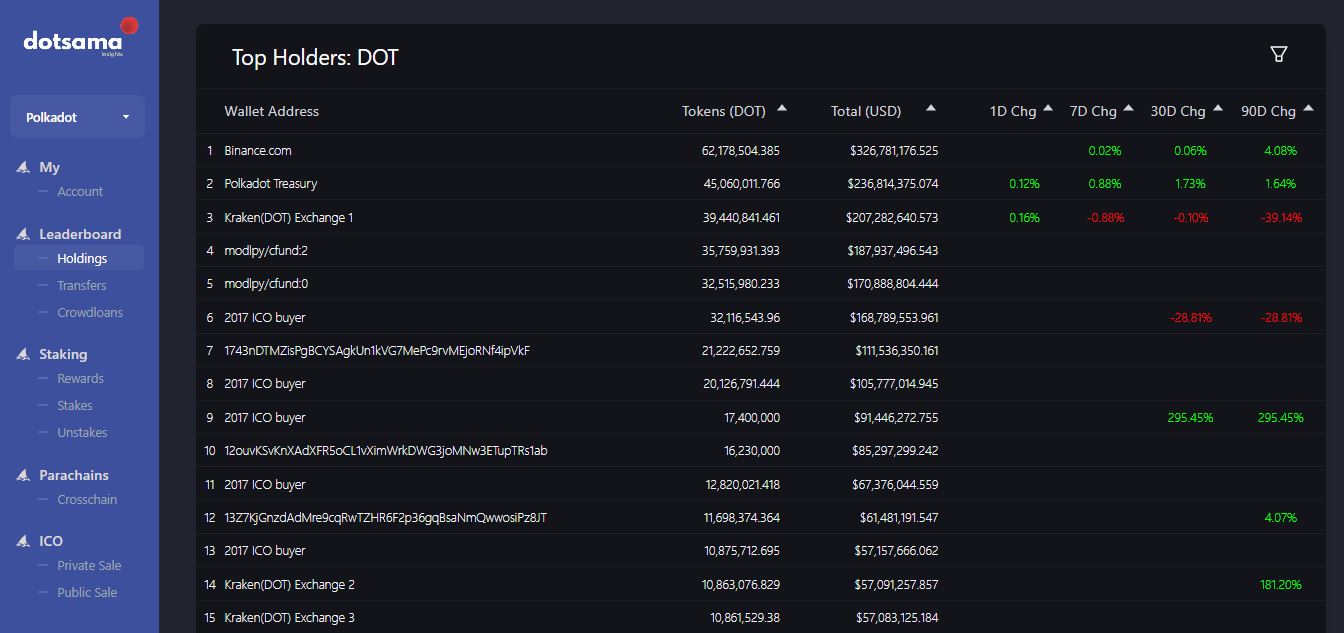 dotsama
Insights
Polkadot
My
Account
Leaderboard
Holdings
Transfers
Crowdloans
Staking
Rewards
Stakes
Unstakes
Parachains
Crosschain
ICO
Private Sale
Public Sale
Top Holders: DOT
Wallet Address Tokens (DOT) Total (USD) 1D Chg 7D Chg 30D Chg 90D Chg
1 Binance.com 62,178,504.385 $326,781,176.525 0.02% 0.06% 4.08%
2 Polkadot Treasury 45,060,011.766 $236,814,375.074 0.12% 0.88% 1.73% 1.64%
3 Kraken(DOT) Exchange 1 39,440,841.461 $207,282,640.573 0.16% -0.88% -0.10% -39.14%
4 modlpy/cfund:2 35,759,931.393 $187,937,496.543
5 modlpy/cfund:0 32,515,980.233 $170,888,804.444
6 2017 ICO buyer 32,116,543.96 $168,789,553.961 -28.81% -28.81%
7 1743nDTMZisPgBCYSAgkUn1kVG7MePc9rvMEjoRNf4ipVkF 21,222,652.759 $111,536,350.161
8 2017 ICO buyer 20,126,791.444 $105,777,014.945
9 2017 ICO buyer 17,400,000 $91,446,272.755 295.45% 295.45%
10 12ouvKSvKnXAdXFR5oCL1vXimWrkDWG3joMNw3ETupTRs1ab 16,230,000 $85,297,299.242
11 2017 ICO buyer 12,820,021.418 $67,376,044.559
12 13Z7KjGnzdAdMre9cqRwTZHR6F2p36gqBsaNmQwwosiPz8JT 11,698,374.364 $61,481,191.547 4.07%
13 2017 ICO buyer 10,875,712.695 $57,157,666.062
14 Kraken(DOT) Exchange 2 10,863,076.829 $57,091,257.857 181.20%
15 Kraken(DOT) Exchange 3 10,861,529.38 $57,083,125.184